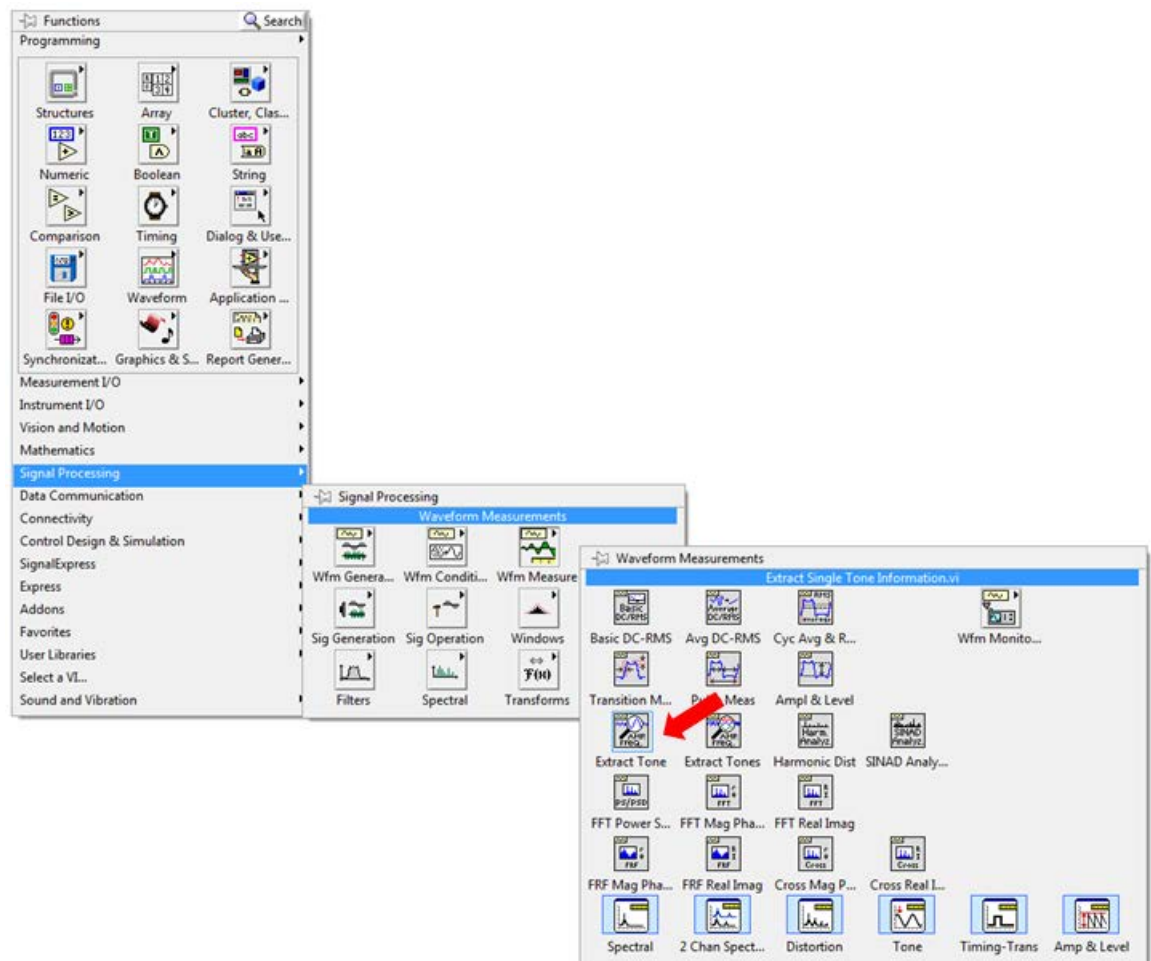 Functions Search
Programming
Structures Array Cluster, Clas...
Numeric Boolean String
Comparison Timing Dialog & Use...
File I/O Waveform Application ...
Synchronizat... Graphics & S... Report Gener...
Measurement I/O
Instrument I/O
Vision and Motion
Mathematics
Signal Processing
Data Communication
Connectivity
Control Design & Simulation
SignalExpress
Express
Addons
Favorites
User Libraries
Select a VI...
Sound and Vibration
Signal Processing
Waveform Measurements
Wfm Genera... Wfm Conditi... Wfm Measure
Sig Generation Sig Operation Windows
Filters Spectral Transforms
Waveform Measurements
Extract Single Tone Information.vi
Basic DC-RMS Avg DC-RMS Cyc Avg & R... Wfm Monito...
Transition M... Meas Ampl & Level
Extract Tone Extract Tones Harmonic Dist SINAD Analy...
FFT Power S... FFT Mag Pha... FFT Real Imag
FRF Mag Pha... FRF Real Imag Cross Mag P... Cross Real I...
Spectral 2 Chan Spect... Distortion Tone Timing-Trans Amp & Level